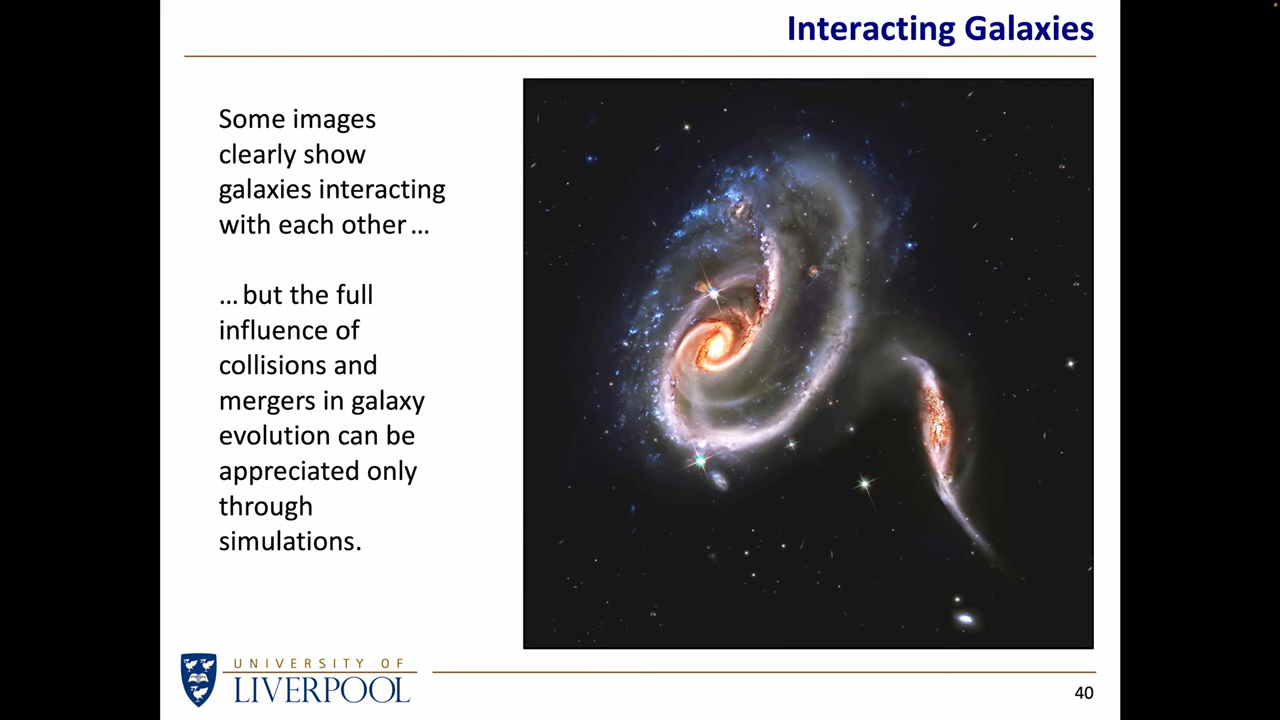 Interacting Galaxies
Some images
clearly show
galaxies interacting
with each other …
… but the full
influence of
collisions and
mergers in galaxy
evolution can be
appreciated only
through
simulations.
UNIVERSITY OF
LIVERPOOL
40